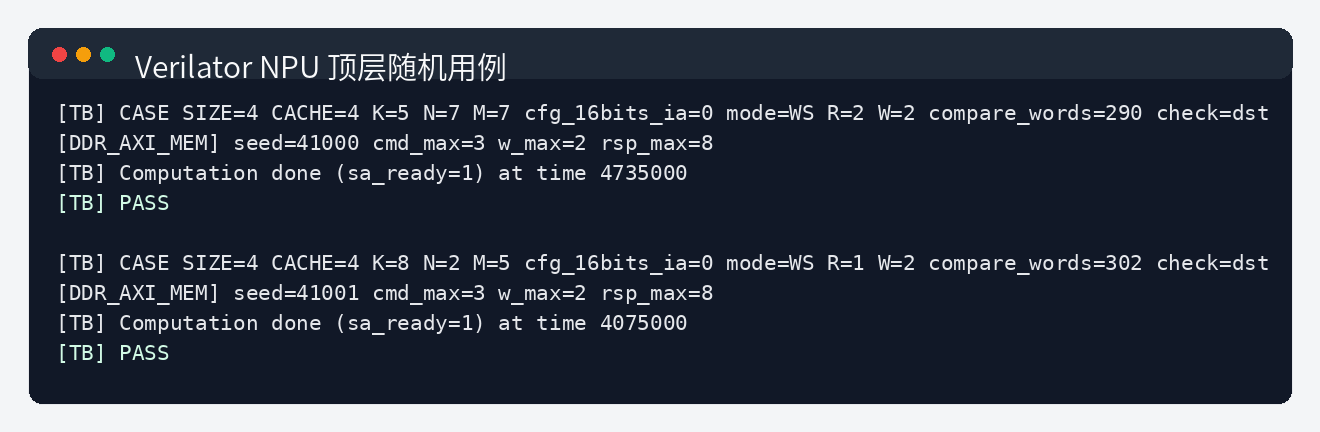 Verilator NPU 顶层随机用例
[TB] CASE SIZE=4 CACHE=4 K=5 N=7 M=7 cfg_16bits_ia=0 mode=WS R=2 W=2 compare_words=290 check=dst
[DDR_AXI_MEM] seed=41000 cmd_max=3 w_max=2 rsp_max=8
[TB] Computation done (sa_ready=1) at time 4735000
[TB] PASS
[TB] CASE SIZE=4 CACHE=4 K=8 N=2 M=5 cfg_16bits_ia=0 mode=WS R=1 W=2 compare_words=302 check=dst
[DDR_AXI_MEM] seed=41001 cmd_max=3 w_max=2 rsp_max=8
[TB] Computation done (sa_ready=1) at time 4075000
[TB] PASS